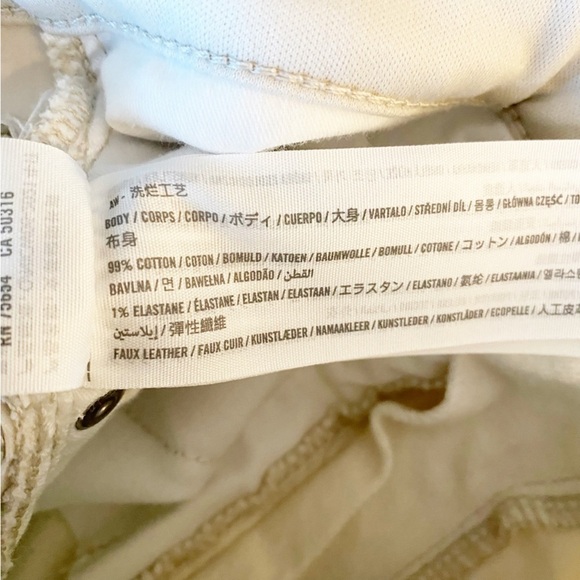 RN 75654 CA 50316
XW - 洗烂工艺
BODY / CORPS / CORPO / ボディ / CUERPO / 大身 / VARTALO / STŘEDNÍ DÍL / 몸통 / GŁÓWNA CZĘŚĆ / TO
布身
99% COTTON / COTON / BOMULD / KATOEN / BAUMWOLLE / BOMULL / COTONE / コットン / ALGODÓN / 棉 /
BAVLNA / 면 / BAWEŁNA / ALGODÃO / القطن
1% ELASTANE / ÉLASTANE / ELASTAN / ELASTAAN / エラスタン / ELASTANO / 氨纶 / ELASTAANIA / 엘라스
إيلاستين / 彈性纖維
FAUX LEATHER / FAUX CUIR / KUNSTLÆDER / NAMAAKLEER / KUNSTLEDER / KONSTLÄDER / ECOPELLE / 人工皮革